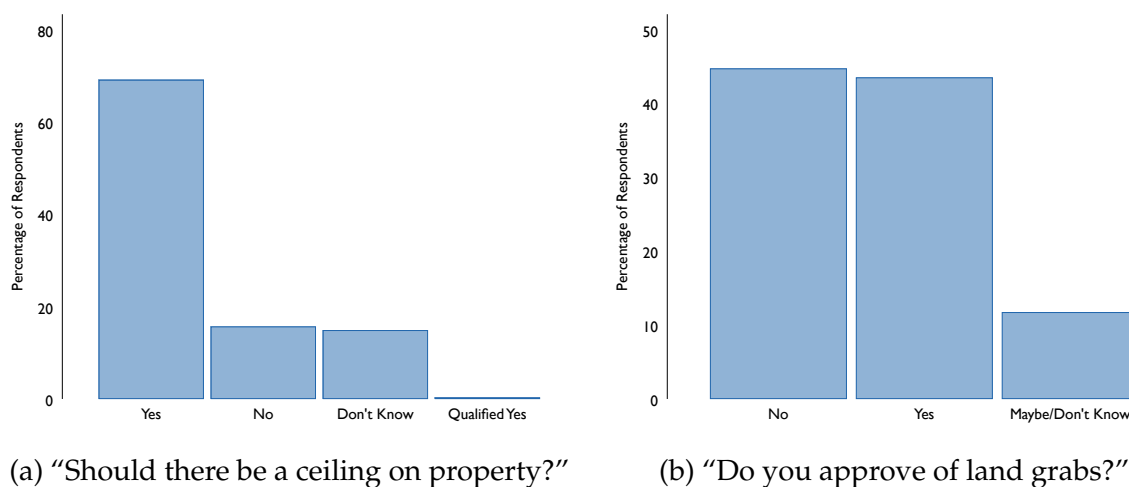 80
60
40
20
0
Percentage of Respondents
Yes
No
Don't Know
Qualified Yes
(a) “Should there be a ceiling on property?”
50
40
30
20
10
0
Percentage of Respondents
No
Yes
Maybe/Don't Know
(b) “Do you approve of land grabs?”